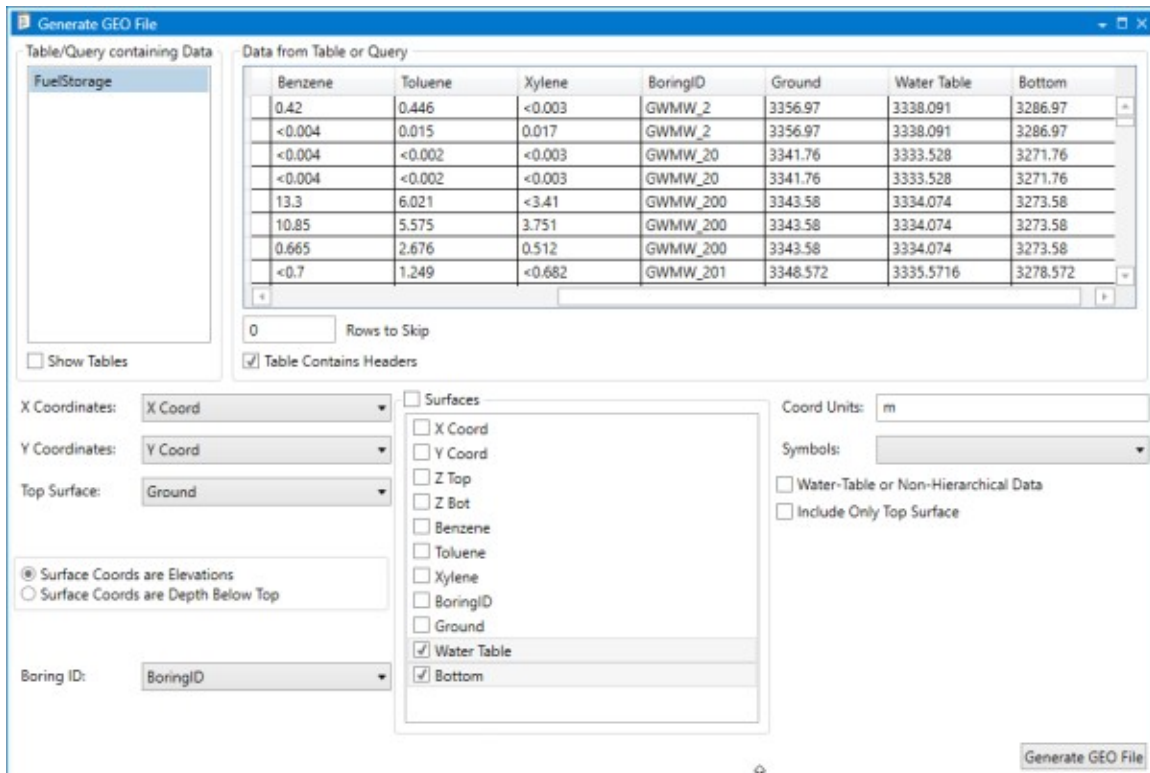 Generate GEO File
Table/Query containing Data
FuelStorage
Show Tables
Data from Table or Query
Benzene Toluene Xylene BoringID Ground Water Table Bottom
0.42 0.446 <0.003 GWMW_2 3356.97 3338.091 3286.97
<0.004 0.015 0.017 GWMW_2 3356.97 3338.091 3286.97
<0.004 <0.002 <0.003 GWMW_20 3341.76 3333.528 3271.76
<0.004 <0.002 <0.003 GWMW_20 3341.76 3333.528 3271.76
13.3 6.021 <3.41 GWMW_200 3343.58 3334.074 3273.58
10.85 5.575 3.751 GWMW_200 3343.58 3334.074 3273.58
0.665 2.676 0.512 GWMW_200 3343.58 3334.074 3273.58
<0.7 1.249 <0.682 GWMW_201 3348.572 3335.5716 3278.572
0 Rows to Skip
Table Contains Headers
X Coordinates: X Coord
Y Coordinates: Y Coord
Top Surface: Ground
Surface Coords are Elevations
Surface Coords are Depth Below Top
Boring ID: BoringID
Surfaces
X Coord
Y Coord
Z Top
Z Bot
Benzene
Toluene
Xylene
BoringID
Ground
Water Table
Bottom
Coord Units: m
Symbols:
Water-Table or Non-Hierarchical Data
Include Only Top Surface
Generate GEO File